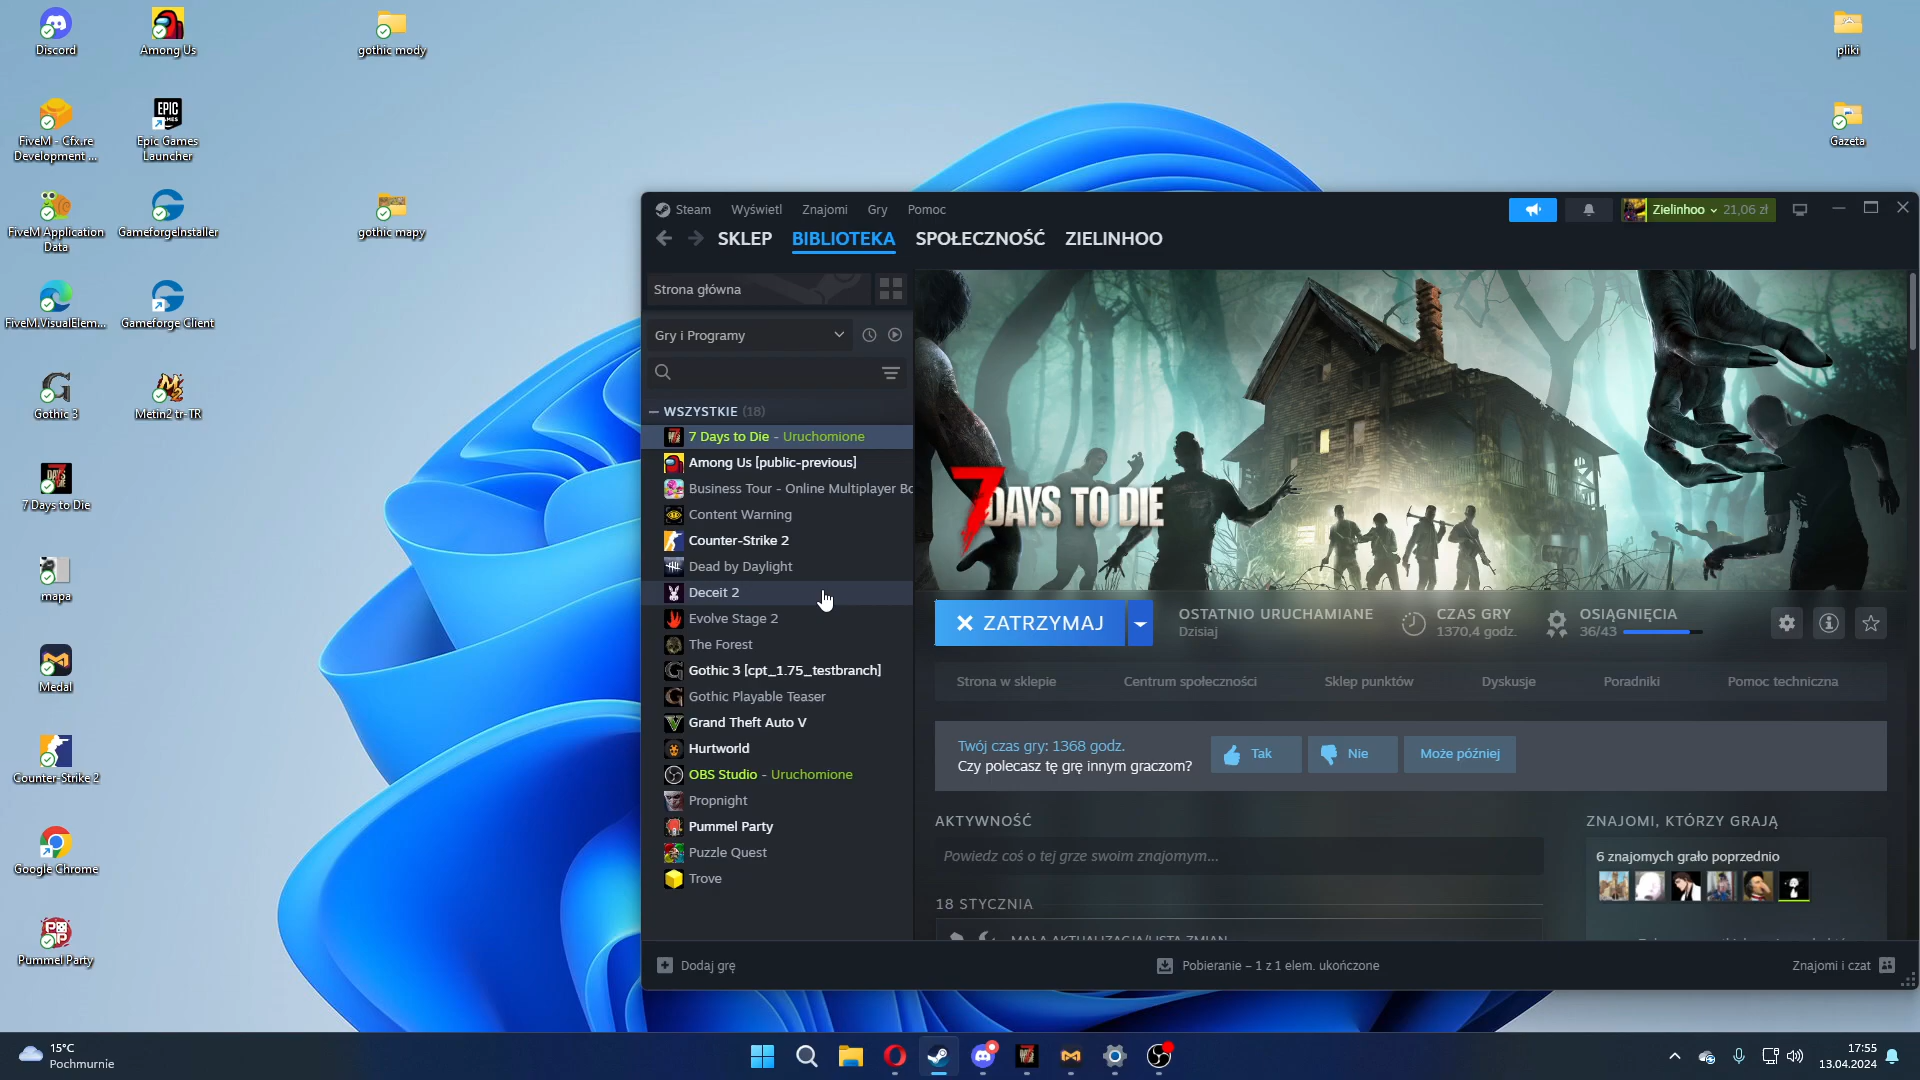 Discord
Among Us
gothic mody
pliki
FiveM - Cfx.re
Development ...
EPIC
GAMES
Epic Games
Launcher
Gazeta
FiveM Application
Data
GameforgeInstaller
gothic mapy
FiveM.VisualElem...
Gameforge Client
Gothic 3
Metin2 tr-TR
7 Days to Die
mapa
Medal
Counter-Strike 2
Google Chrome
Pummel Party
Steam
Wyświetl
Znajomi
Gry
Pomoc
Zielinhoo
21,06 zł
SKLEP
BIBLIOTEKA
SPOŁECZNOŚĆ
ZIELINHOO
Strona główna
Gry i Programy
WSZYSTKIE (18)
7 Days to Die - Uruchomione
Among Us [public-previous]
Business Tour - Online Multiplayer Bo
Content Warning
Counter-Strike 2
Dead by Daylight
Deceit 2
Evolve Stage 2
The Forest
Gothic 3 [cpt_1.75_testbranch]
Gothic Playable Teaser
Grand Theft Auto V
Hurtworld
OBS Studio - Uruchomione
Propnight
Pummel Party
Puzzle Quest
Trove
7 DAYS TO DIE
ZATRZYMAJ
OSTATNIO URUCHAMIANE
Dzisiaj
CZAS GRY
1370,4 godz.
OSIĄGNIĘCIA
36/43
Strona w sklepie
Centrum społeczności
Sklep punktów
Dyskusje
Poradniki
Pomoc techniczna
Twój czas gry: 1368 godz.
Czy polecasz tę grę innym graczom?
Tak
Nie
Może później
AKTYWNOŚĆ
Powiedz coś o tej grze swoim znajomym...
18 STYCZNIA
MAŁA AKTUALIZACJA/LISTA ZMIAN
ZNAJOMI, KTÓRZY GRAJĄ
6 znajomych grało poprzednio
Dodaj grę
Pobieranie – 1 z 1 elem. ukończone
Znajomi i czat
15°C
Pochmurnie
17:55
13.04.2024